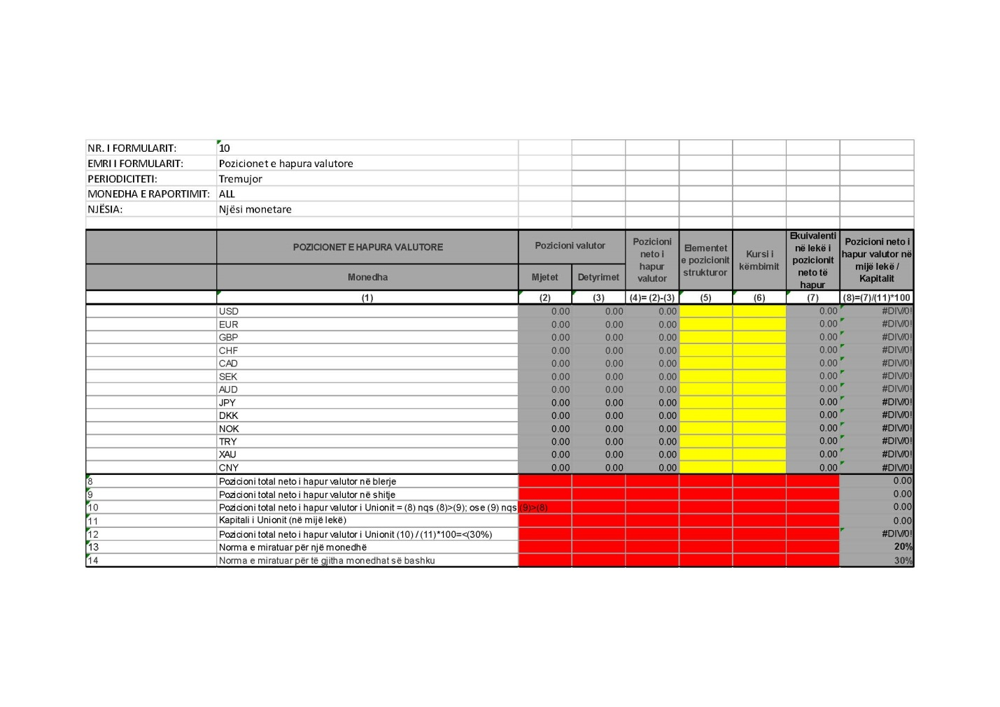 NR. I FORMULARIT: 10
EMRI I FORMULARIT: Pozicionet e hapura valutore
PERIODICITETI: Tremujor
MONEDHA E RAPORTIMIT: ALL
NJËSIA: Njësi monetare
POZICIONET E HAPURA VALUTORE
Monedha
Pozicioni valutor
Mjetet Detyrimet
Pozicioni
neto i
hapur
valutor
Elementet
e pozicionit
strukturor
Kursi i
këmbimit
Ekuivalenti
në lekë i
pozicionit
neto të
hapur
Pozicioni neto i
hapur valutor në
mijë lekë /
Kapitalit
(1) (2) (3) (4)= (2)-(3) (5) (6) (7) (8)=(7)/(11)*100
USD 0.00 0.00 0.00 0.00 #DIV/0!
EUR 0.00 0.00 0.00 0.00 #DIV/0!
GBP 0.00 0.00 0.00 0.00 #DIV/0!
CHF 0.00 0.00 0.00 0.00 #DIV/0!
CAD 0.00 0.00 0.00 0.00 #DIV/0!
SEK 0.00 0.00 0.00 0.00 #DIV/0!
AUD 0.00 0.00 0.00 0.00 #DIV/0!
JPY 0.00 0.00 0.00 0.00 #DIV/0!
DKK 0.00 0.00 0.00 0.00 #DIV/0!
NOK 0.00 0.00 0.00 0.00 #DIV/0!
TRY 0.00 0.00 0.00 0.00 #DIV/0!
XAU 0.00 0.00 0.00 0.00 #DIV/0!
CNY 0.00 0.00 0.00 0.00 #DIV/0!
8 Pozicioni total neto i hapur valutor në blerje 0.00
9 Pozicioni total neto i hapur valutor në shitje 0.00
10 Pozicioni total neto i hapur valutor i Unionit = (8) nqs (8)>(9); ose (9) nqs (9)>(8) 0.00
11 Kapitali i Unionit (në mijë lekë) 0.00
12 Pozicioni total neto i hapur valutor i Unionit (10) / (11)*100=<(30%) #DIV/0!
13 Norma e miratuar për një monedhë 20%
14 Norma e miratuar për të gjitha monedhat së bashku 30%